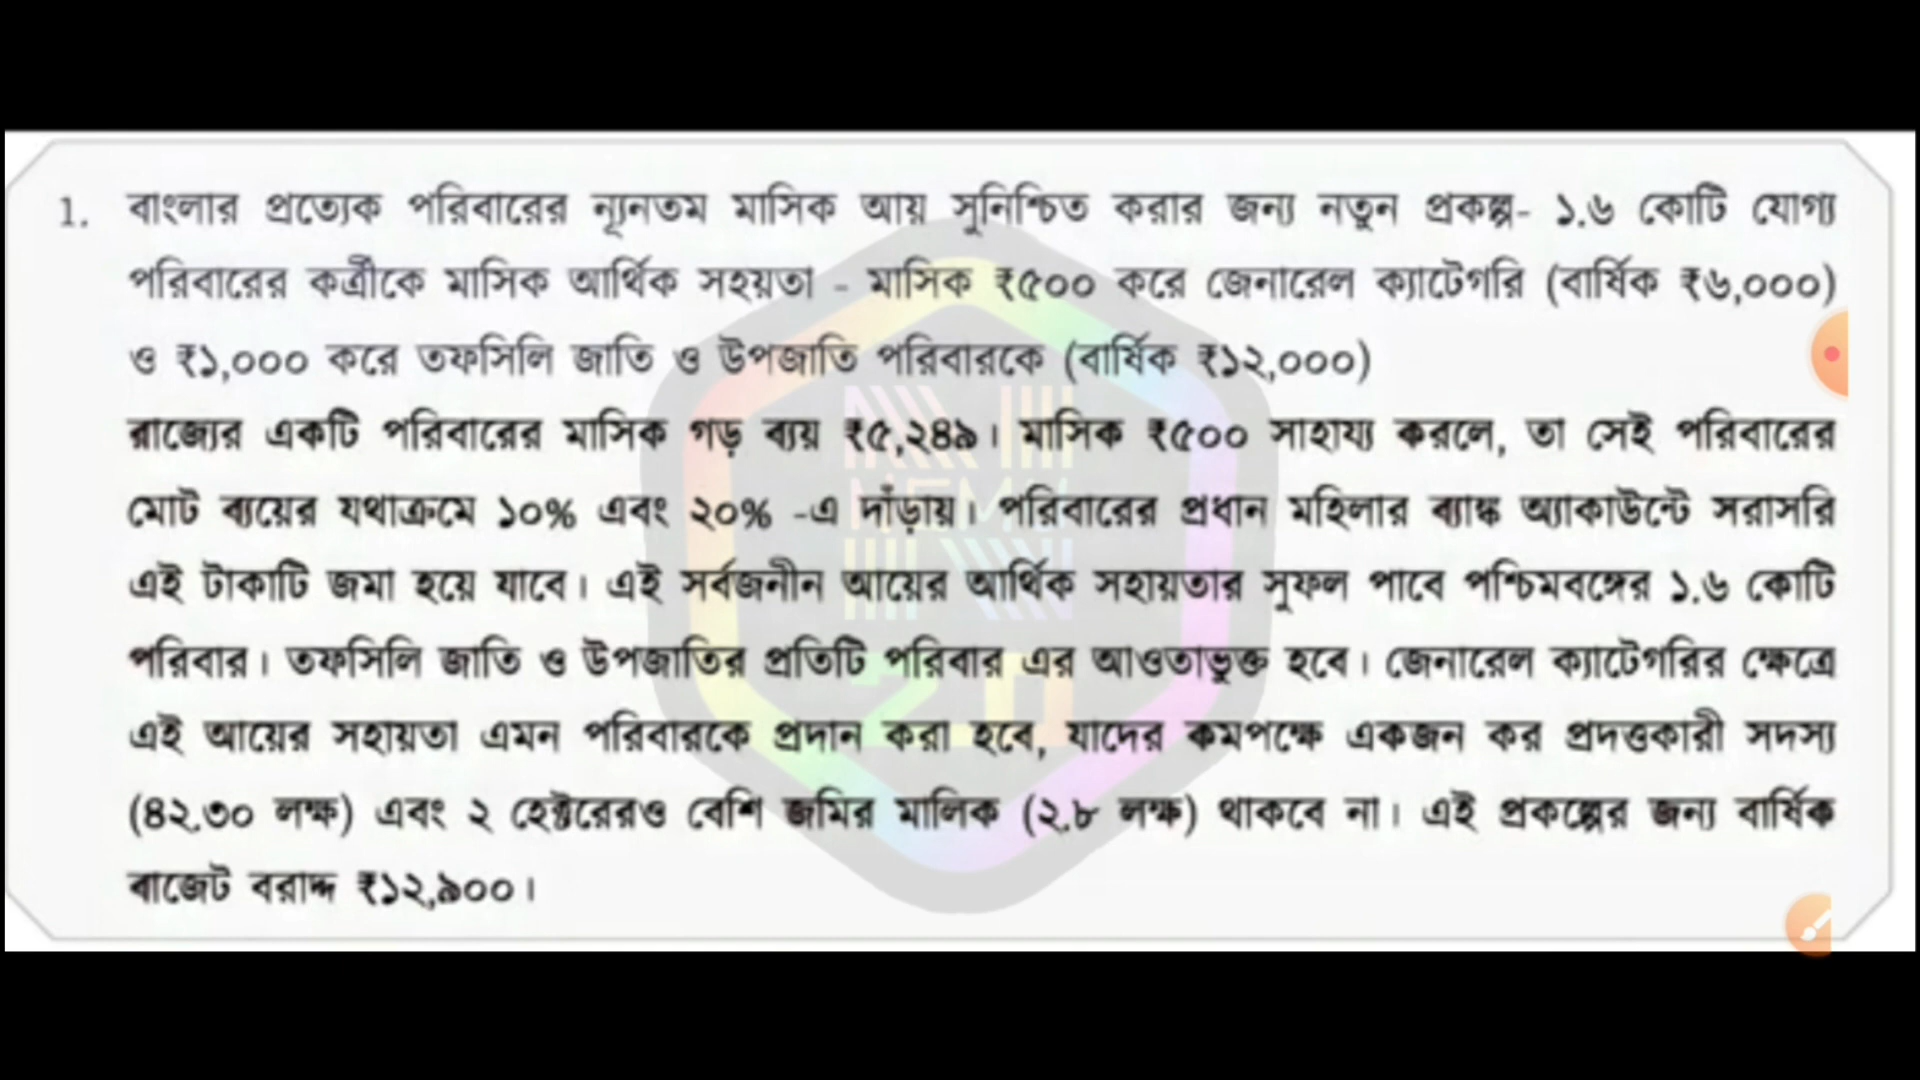 1. বাংলার প্রত্যেক পরিবারের ন্যূনতম মাসিক আয় সুনিশ্চিত করার জন্য নতুন প্রকল্প- ১.৬ কোটি যোগ্য
পরিবারের কর্ত্রীকে মাসিক আর্থিক সহয়তা - মাসিক ₹৫০০ করে জেনারেল ক্যাটেগরি (বার্ষিক ₹৬,০০০)
ও ₹১,০০০ করে তফসিলি জাতি ও উপজাতি পরিবারকে (বার্ষিক ₹১২,০০০)
রাজ্যের একটি পরিবারের মাসিক গড় ব্যয় ₹৫,২৪৯। মাসিক ₹৫০০ সাহায্য করলে, তা সেই পরিবারের
মোট ব্যয়ের যথাক্রমে ১০% এবং ২০% -এ দাঁড়ায়। পরিবারের প্রধান মহিলার ব্যাঙ্ক অ্যাকাউন্টে সরাসরি
এই টাকাটি জমা হয়ে যাবে। এই সর্বজনীন আয়ের আর্থিক সহায়তার সুফল পাবে পশ্চিমবঙ্গের ১.৬ কোটি
পরিবার। তফসিলি জাতি ও উপজাতির প্রতিটি পরিবার এর আওতাভুক্ত হবে। জেনারেল ক্যাটেগরির ক্ষেত্রে
এই আয়ের সহায়তা এমন পরিবারকে প্রদান করা হবে, যাদের কমপক্ষে একজন কর প্রদত্তকারী সদস্য
(৪২.৩০ লক্ষ) এবং ২ হেক্টরেরও বেশি জমির মালিক (২.৮ লক্ষ) থাকবে না। এই প্রকল্পের জন্য বার্ষিক
বাজেট বরাদ্দ ₹১২,৯০০।